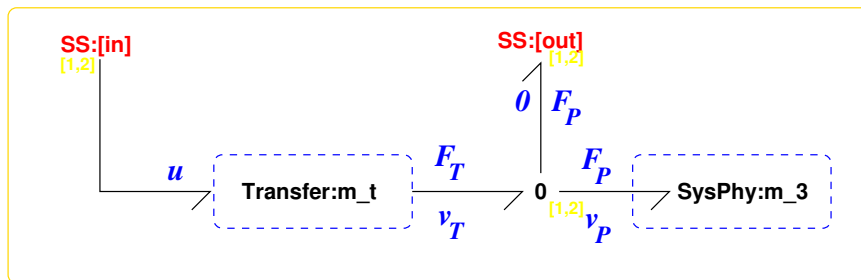 SS:[in]
[1,2]
SS:[out]
[1,2]
0 F_P
u
F_T
F_P
Transfer:m_t
0
[1,2]
SysPhy:m_3
v_T
v_P